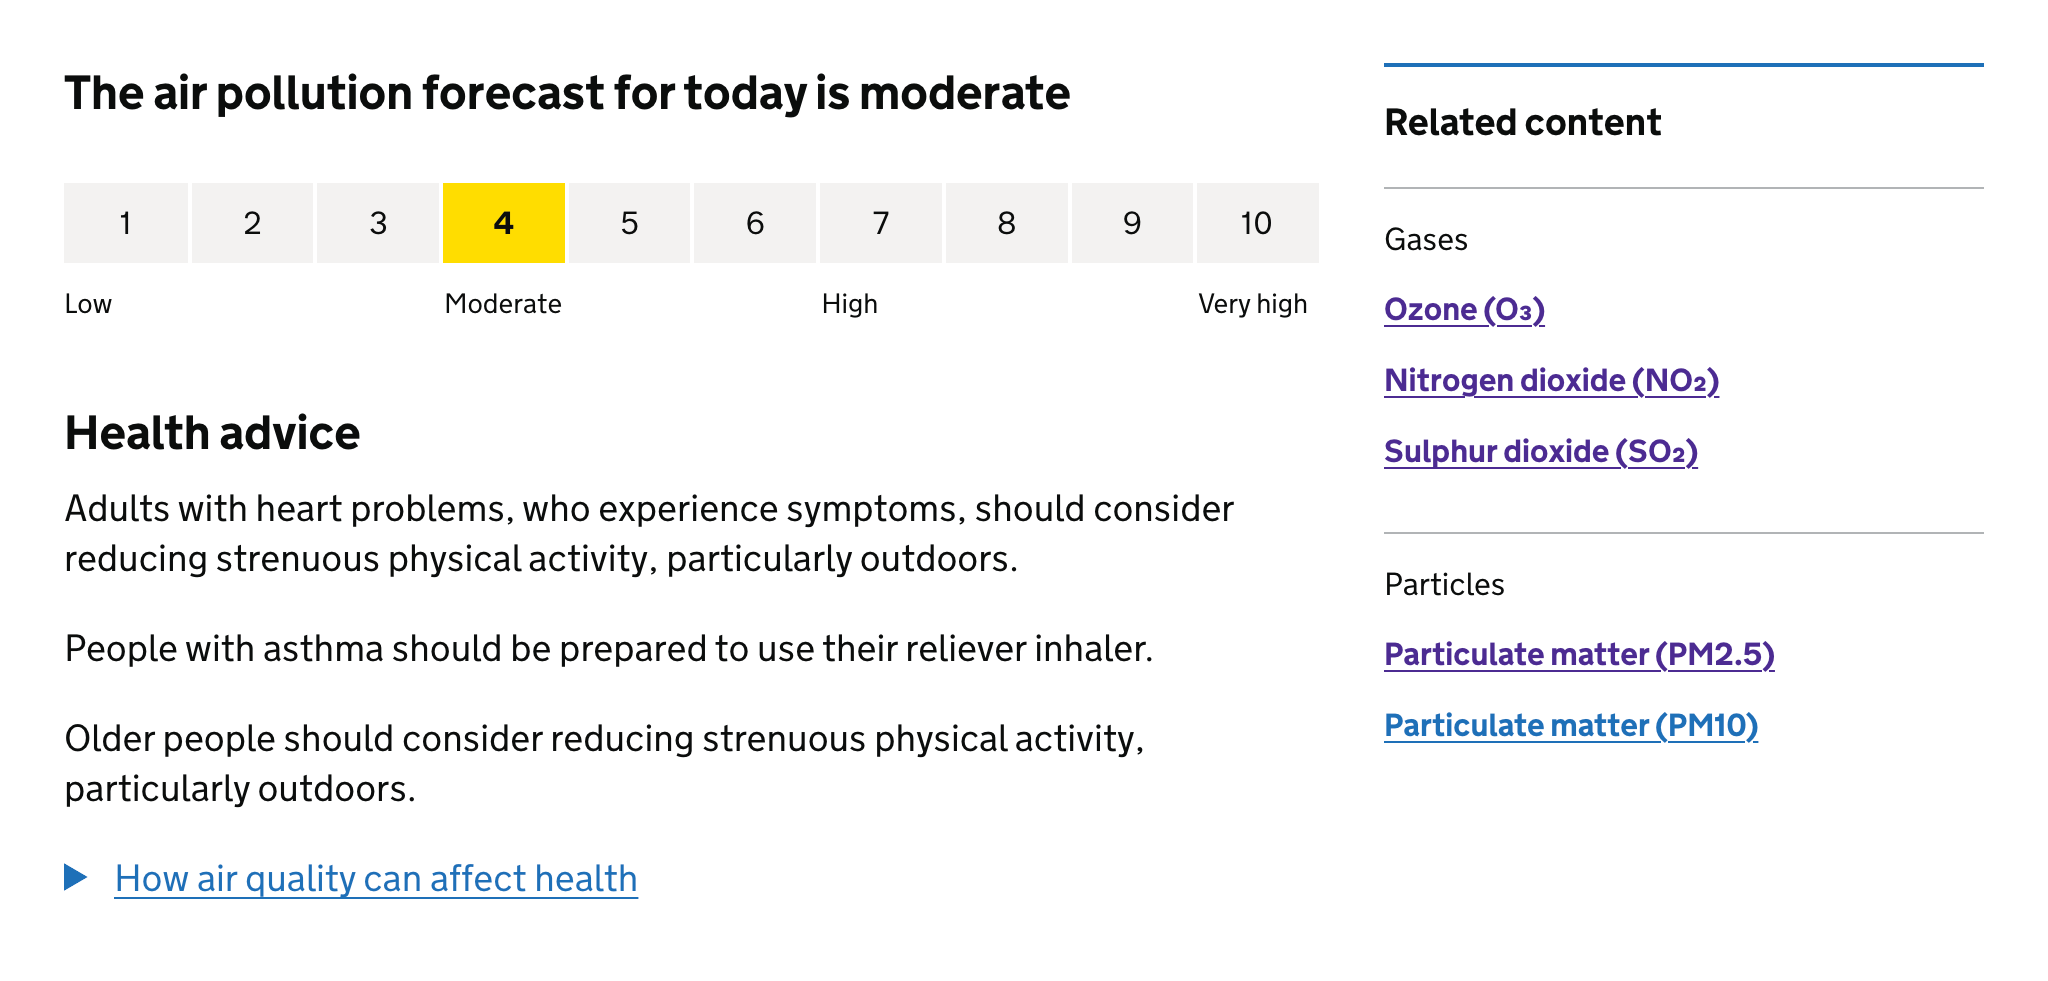 The air pollution forecast for today is moderate
1 2 3 4 5 6 7 8 9 10
Low Moderate High Very high
Health advice
Adults with heart problems, who experience symptoms, should consider
reducing strenuous physical activity, particularly outdoors.
People with asthma should be prepared to use their reliever inhaler.
Older people should consider reducing strenuous physical activity,
particularly outdoors.
How air quality can affect health
Related content
Gases
Ozone (O₃)
Nitrogen dioxide (NO₂)
Sulphur dioxide (SO₂)
Particles
Particulate matter (PM2.5)
Particulate matter (PM10)